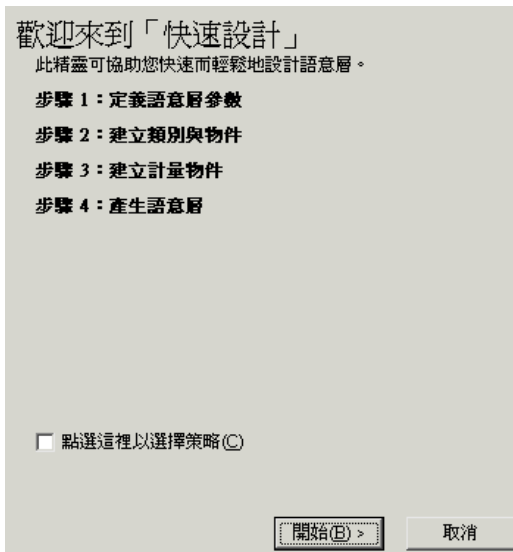 歡迎來到「快速設計」
此精靈可協助您快速而輕鬆地設計語意層。
步驟 1：定義語意層參數
步驟 2：建立類別與物件
步驟 3：建立計量物件
步驟 4：產生語意層
點選這裡以選擇策略(C)
開始(B) > 取消